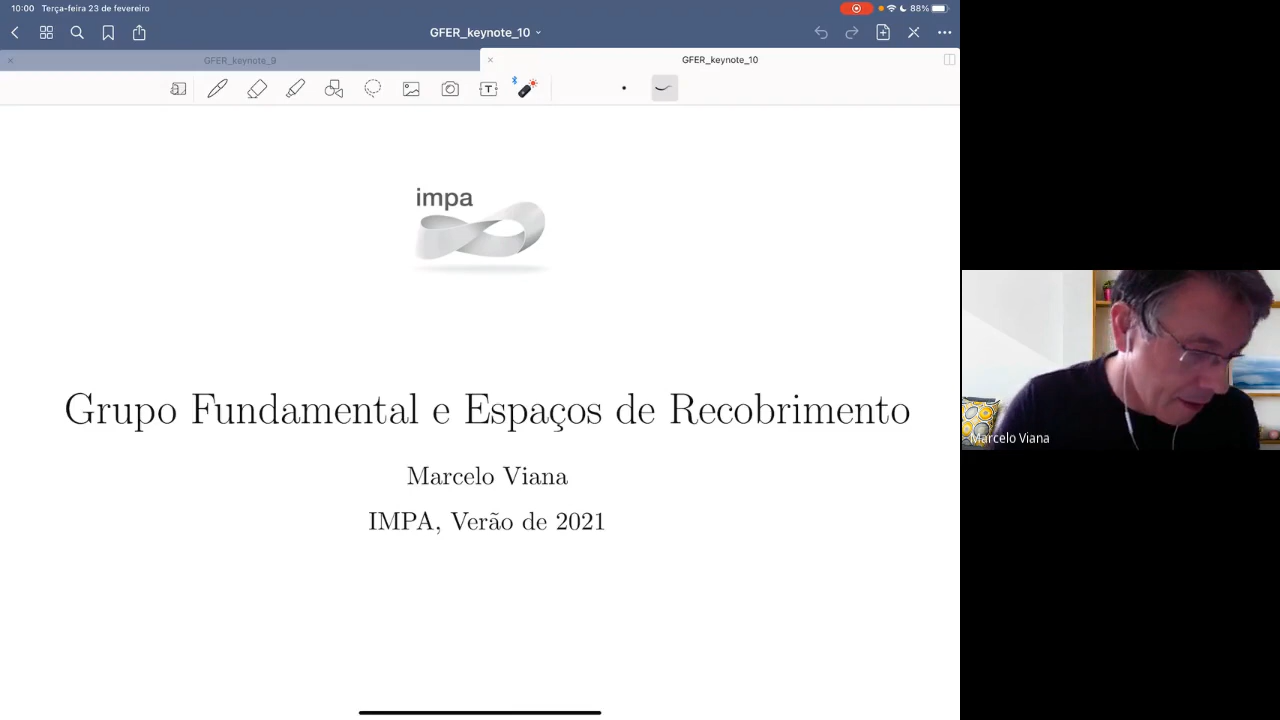 10:00 Terça-feira 23 de fevereiro
88%
GFER_keynote_10
GFER_keynote_9
GFER_keynote_10
T
impa
Grupo Fundamental e Espaços de Recobrimento
Marcelo Viana
IMPA, Verão de 2021
Marcelo Viana